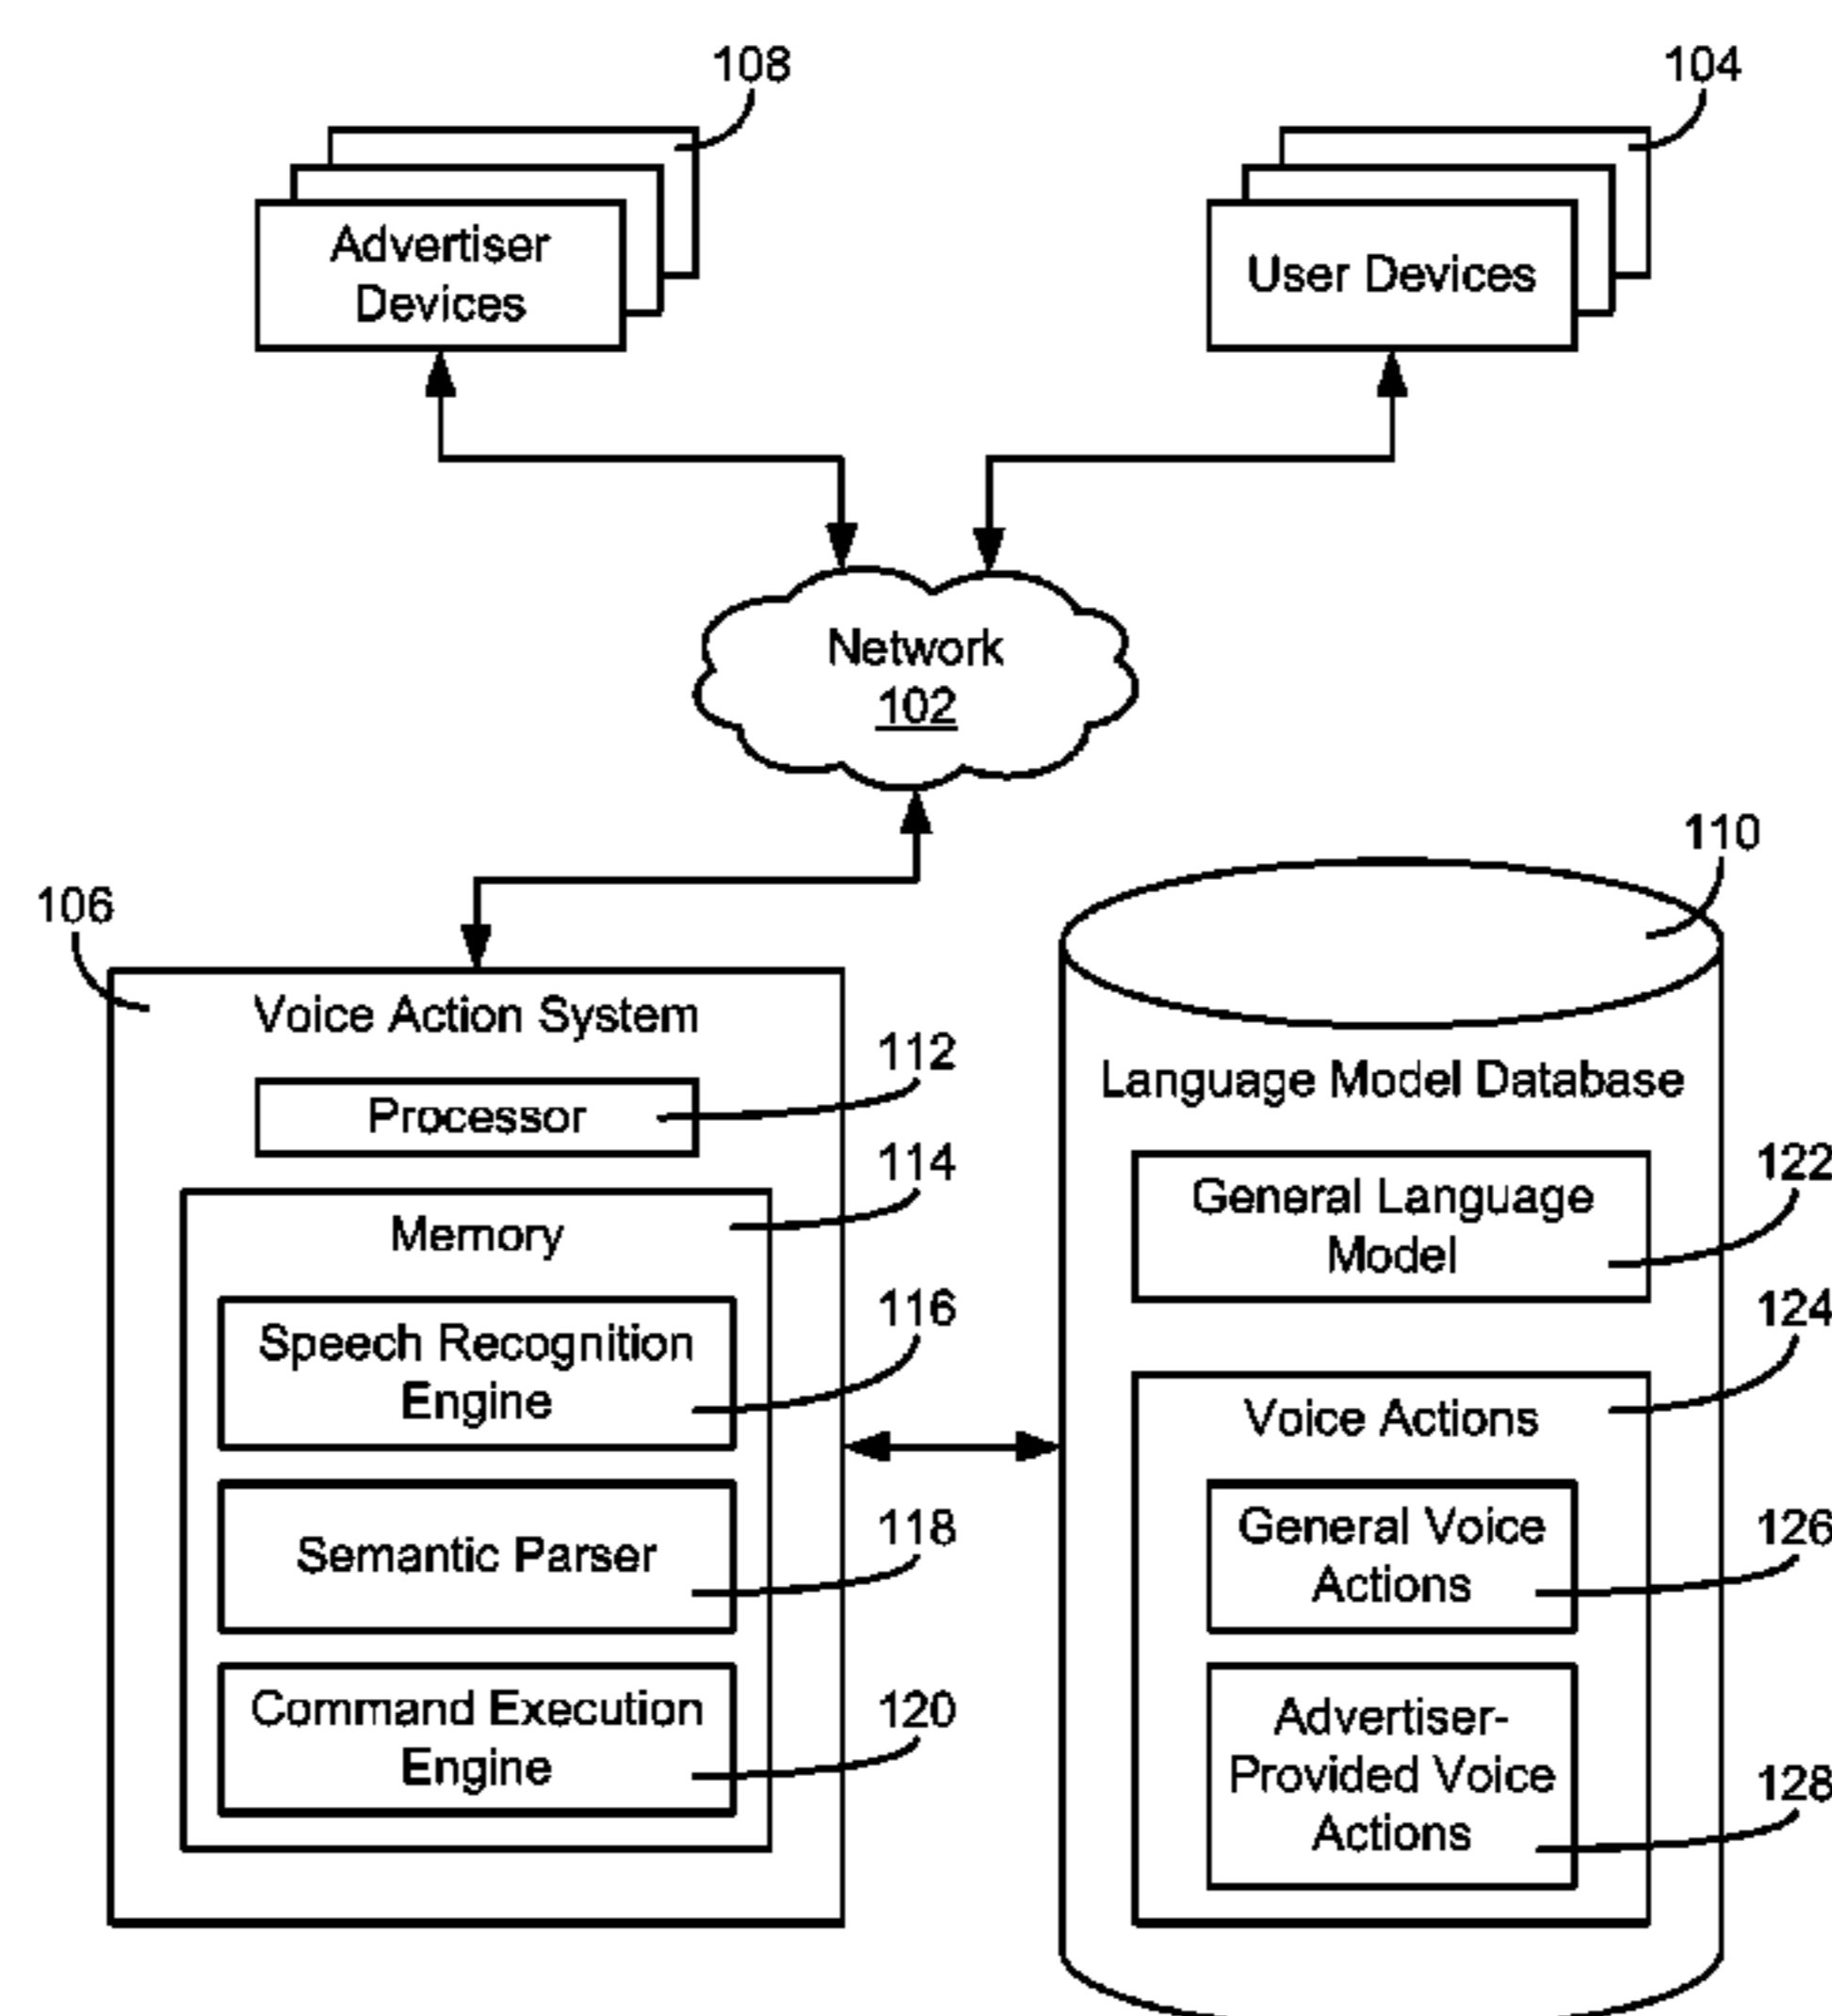 108
104
Advertiser
Devices
User Devices
Network
102
110
106
Voice Action System
112
Processor
Language Model Database
114
Memory
122
General Language
Model
116
Speech Recognition
Engine
124
Voice Actions
118
Semantic Parser
126
General Voice
Actions
120
Command Execution
Engine
128
Advertiser-
Provided Voice
Actions